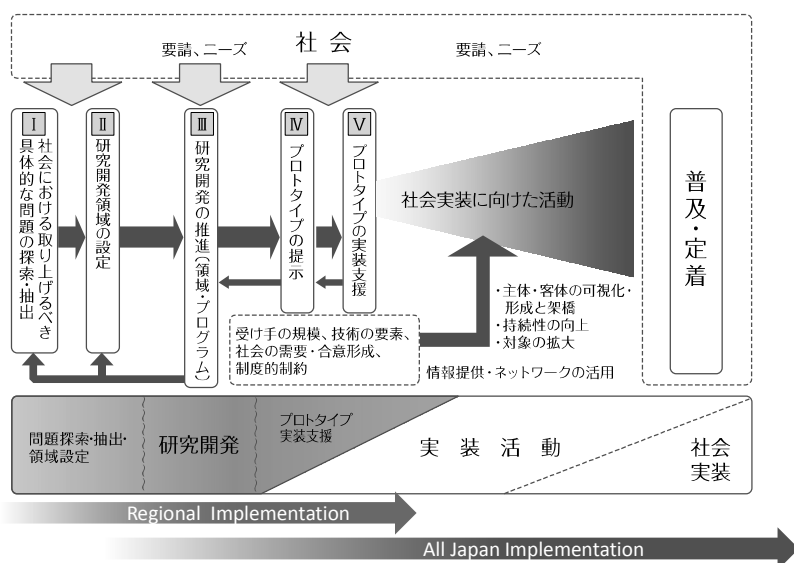 社 会
要請、ニーズ
要請、ニーズ
Ⅰ
社会における取り上げるべき
具体的な問題の探索・抽出
Ⅱ
研究開発領域の設定
Ⅲ
研究開発の推進(領域・プログラム)
Ⅳ
プロトタイプの提示
Ⅴ
プロトタイプの実装支援
社会実装に向けた活動
普及・定着
・主体・客体の可視化・
形成と架橋
・持続性の向上
・対象の拡大
受け手の規模、技術の要素、
社会の需要・合意形成、
制度的制約
情報提供・ネットワークの活用
問題探索・抽出・
領域設定
研究開発
プロトタイプ
実装支援
実 装 活 動
社会
実装
Regional Implementation
All Japan Implementation